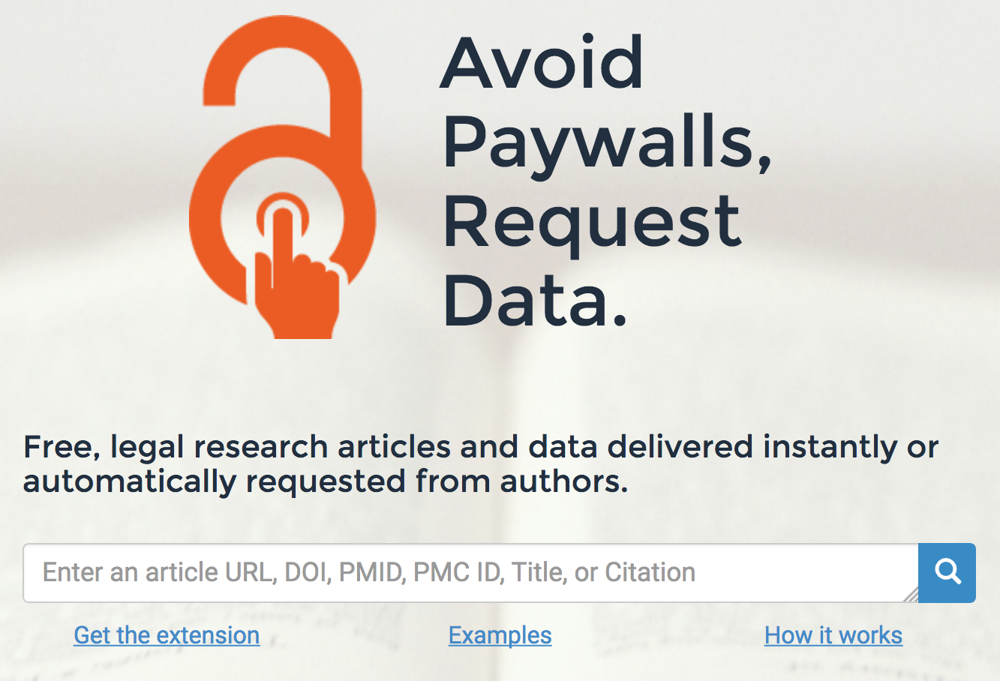 Avoid
Paywalls,
Request
Data.
Free, legal research articles and data delivered instantly or
automatically requested from authors.
Enter an article URL, DOI, PMID, PMC ID, Title, or Citation
Get the extension
Examples
How it works